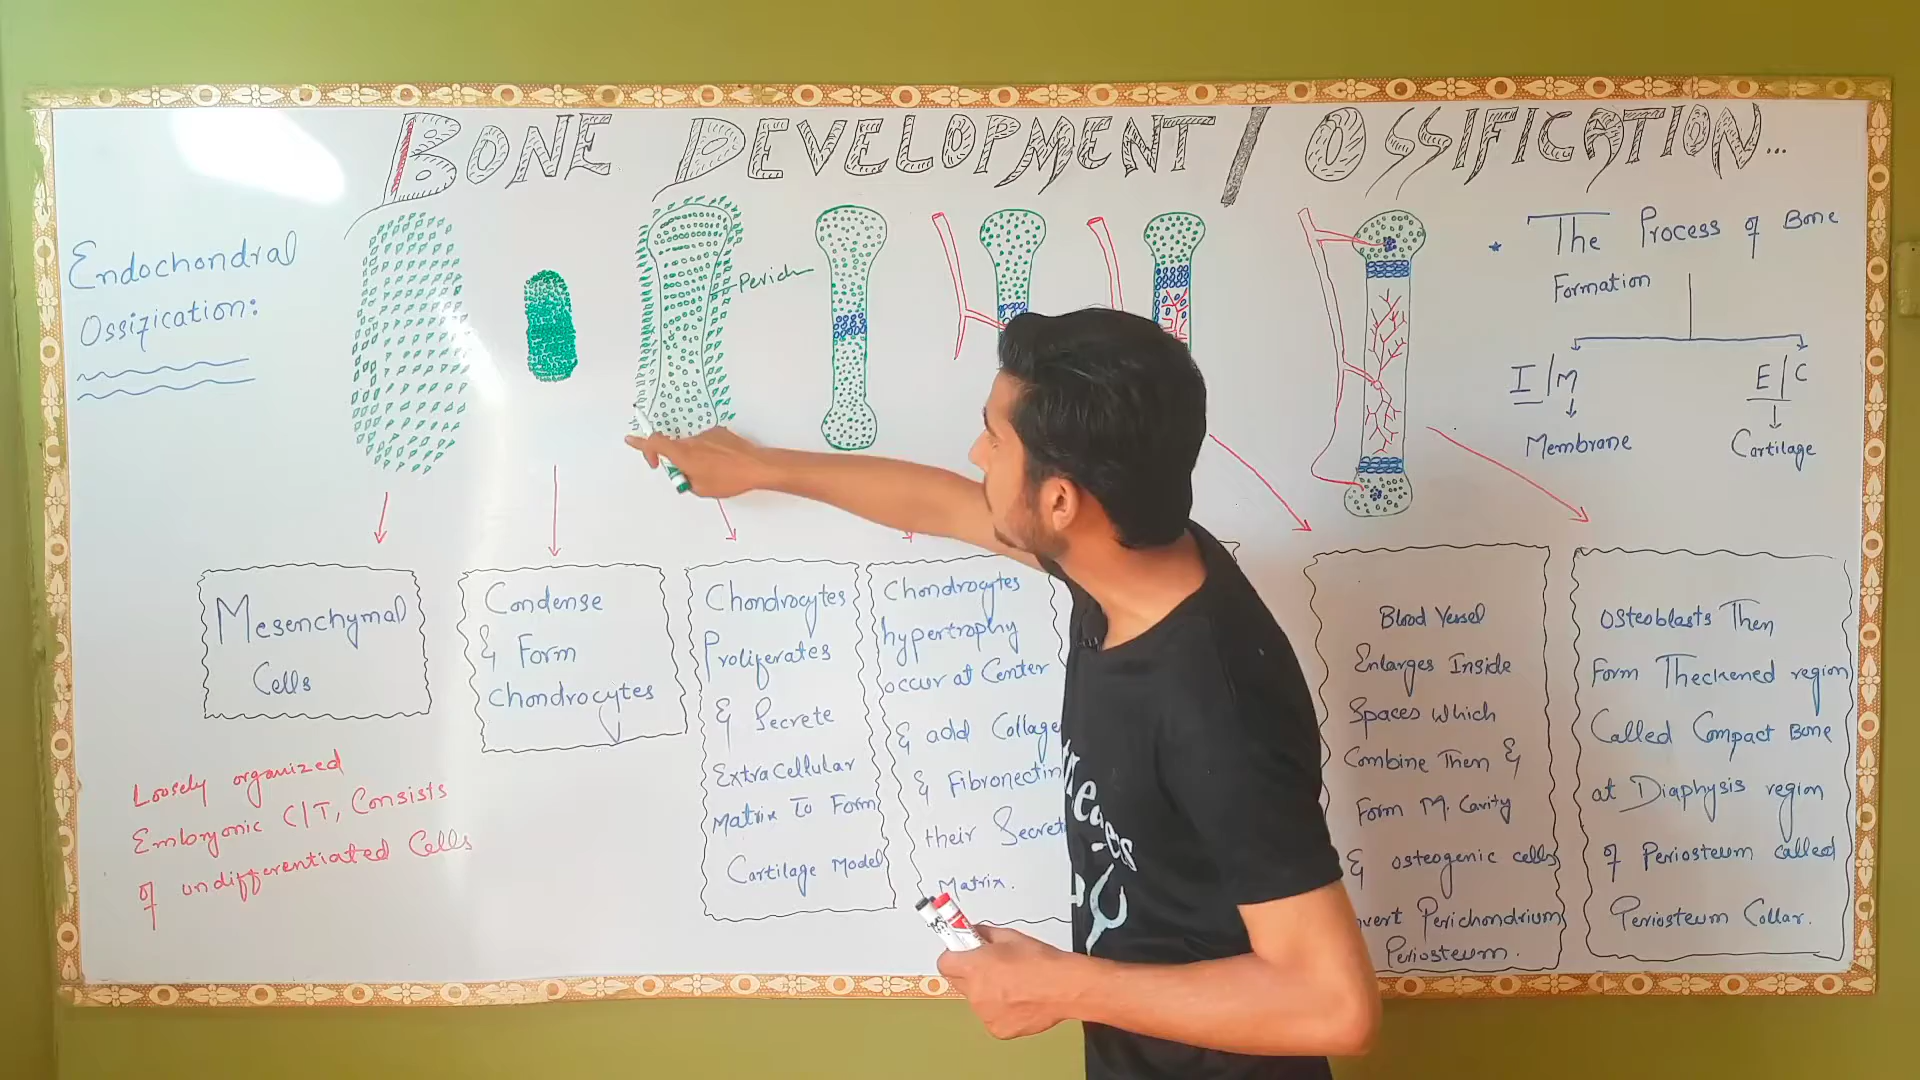 BONE DEVELOPMENT / OSSIFICATION...
Endochondral
Ossification:
Perich
* The Process of Bone
Formation
I/M
E/C
Membrane
Cartilage
Mesenchymal
Cells
Loosely organized
Embryonic C/T, Consists
of undifferentiated Cells
Condense
& Form
chondrocytes
Chondrocytes
Proliferates
& Secrete
Extracellular
Matrix To Form
Cartilage Model
Chondrocytes
hypertrophy
occur at Center
& add Collage
& Fibronectin
their Secret
Matrix.
Blood Vessel
Enlarges Inside
Spaces which
Combine Then &
Form M. Cavity
& osteogenic cells
vert Perichondrium
Periosteum.
Osteoblasts Then
Form Theckened region
Called Compact Bone
at Diaphysis region
of Periosteum called
Periosteum Collar.